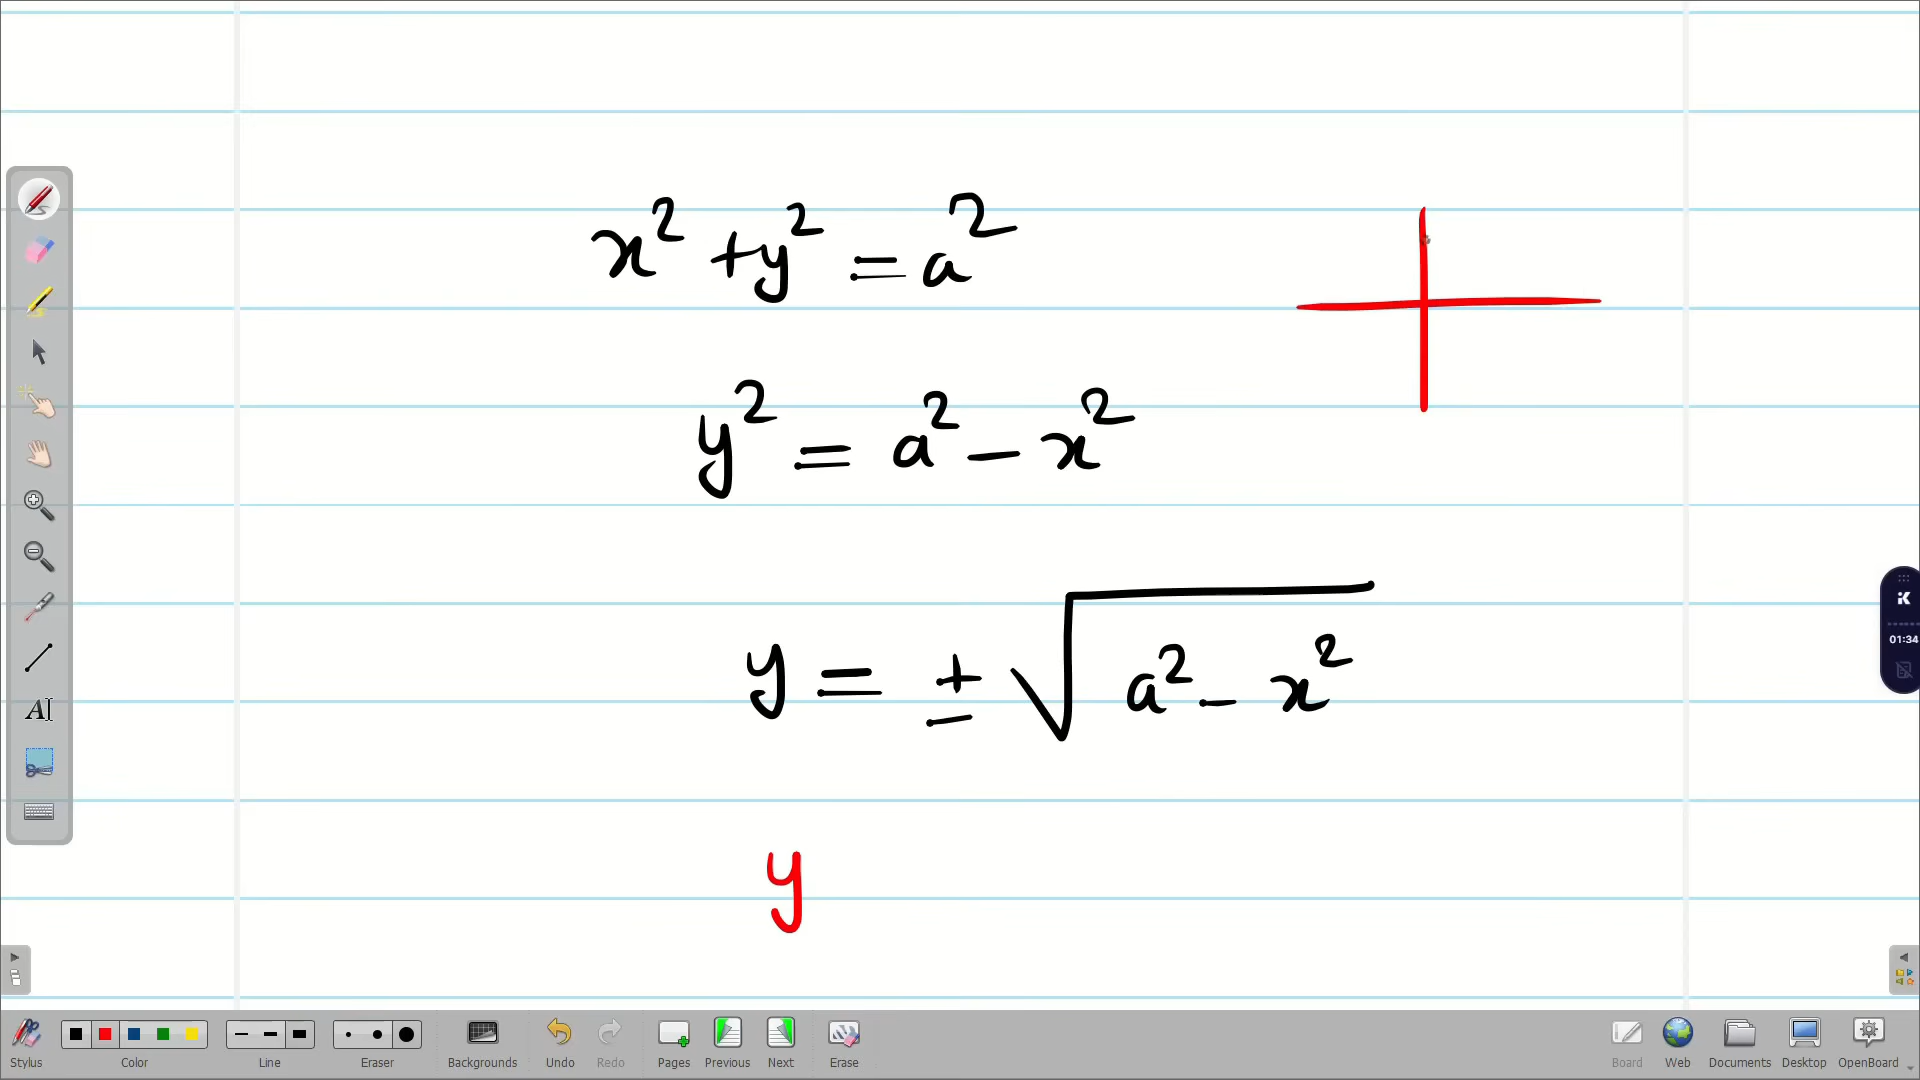 x² + y² = a²
y² = a² − x²
y = ± √(a² − x²)
y
01:34
Stylus Color Line Eraser Backgrounds Undo Redo Pages Previous Next Erase Board Web Documents Desktop OpenBoard